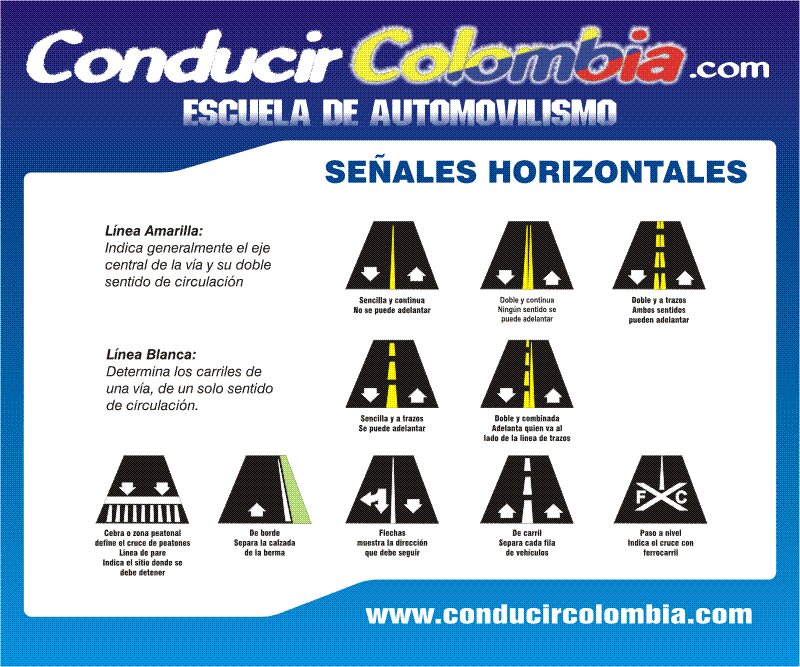 Conducir Colombia.com
ESCUELA DE AUTOMOVILISMO
SEÑALES HORIZONTALES
Línea Amarilla:
Indica generalmente el eje
central de la vía y su doble
sentido de circulación
Sencilla y continua
No se puede adelantar
Doble y continua
Ningún sentido se
puede adelantar
Doble y a trazos
Ambos sentidos
pueden adelantar
Línea Blanca:
Determina los carriles de
una vía, de un solo sentido
de circulación.
Sencilla y a trazos
Se puede adelantar
Doble y combinada
Adelanta quien va al
lado de la linea de trazos
Cebra o zona peatonal
define el cruce de peatones
Linea de pare
Indica el sitio donde se
debe detener
De borde
Separa la calzada
de la berma
Flechas
muestra la dirección
que debe seguir
De carril
Separa cada fila
de vehículos
F C
Paso a nivel
Indica el cruce con
ferrocarril
www.conducircolombia.com